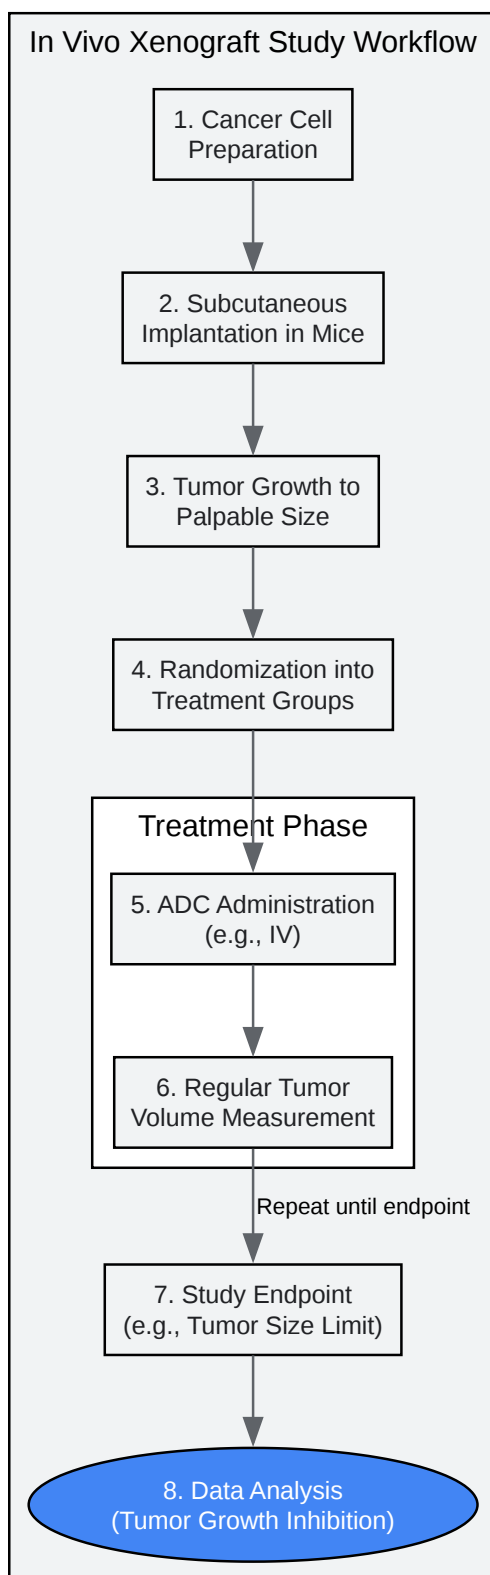 In Vivo Xenograft Study Workflow
1. Cancer Cell
Preparation
2. Subcutaneous
Implantation in Mice
3. Tumor Growth to
Palpable Size
4. Randomization into
Treatment Groups
Treatment Phase
5. ADC Administration
(e.g., IV)
6. Regular Tumor
Volume Measurement
Repeat until endpoint
7. Study Endpoint
(e.g., Tumor Size Limit)
8. Data Analysis
(Tumor Growth Inhibition)